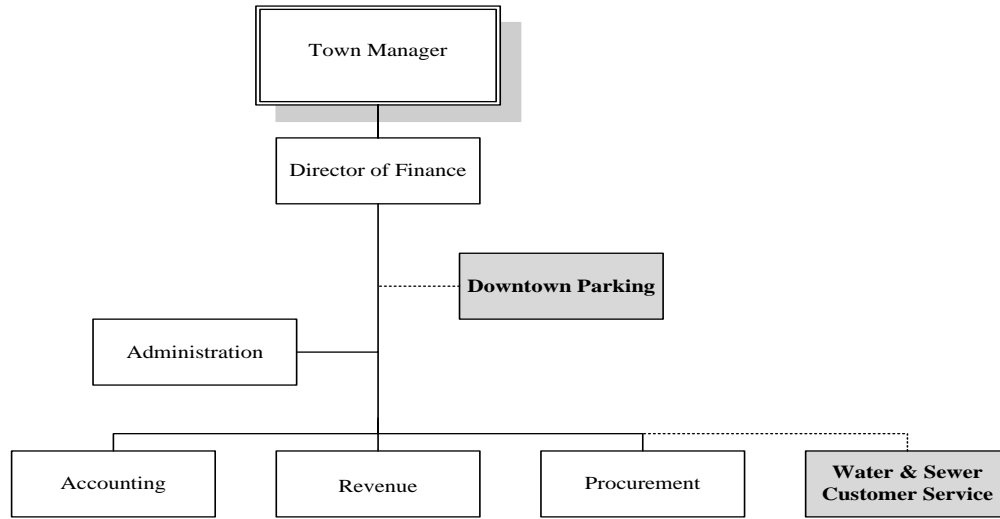 Town Manager
Director of Finance
Downtown Parking
Administration
Accounting
Revenue
Procurement
Water & Sewer
Customer Service